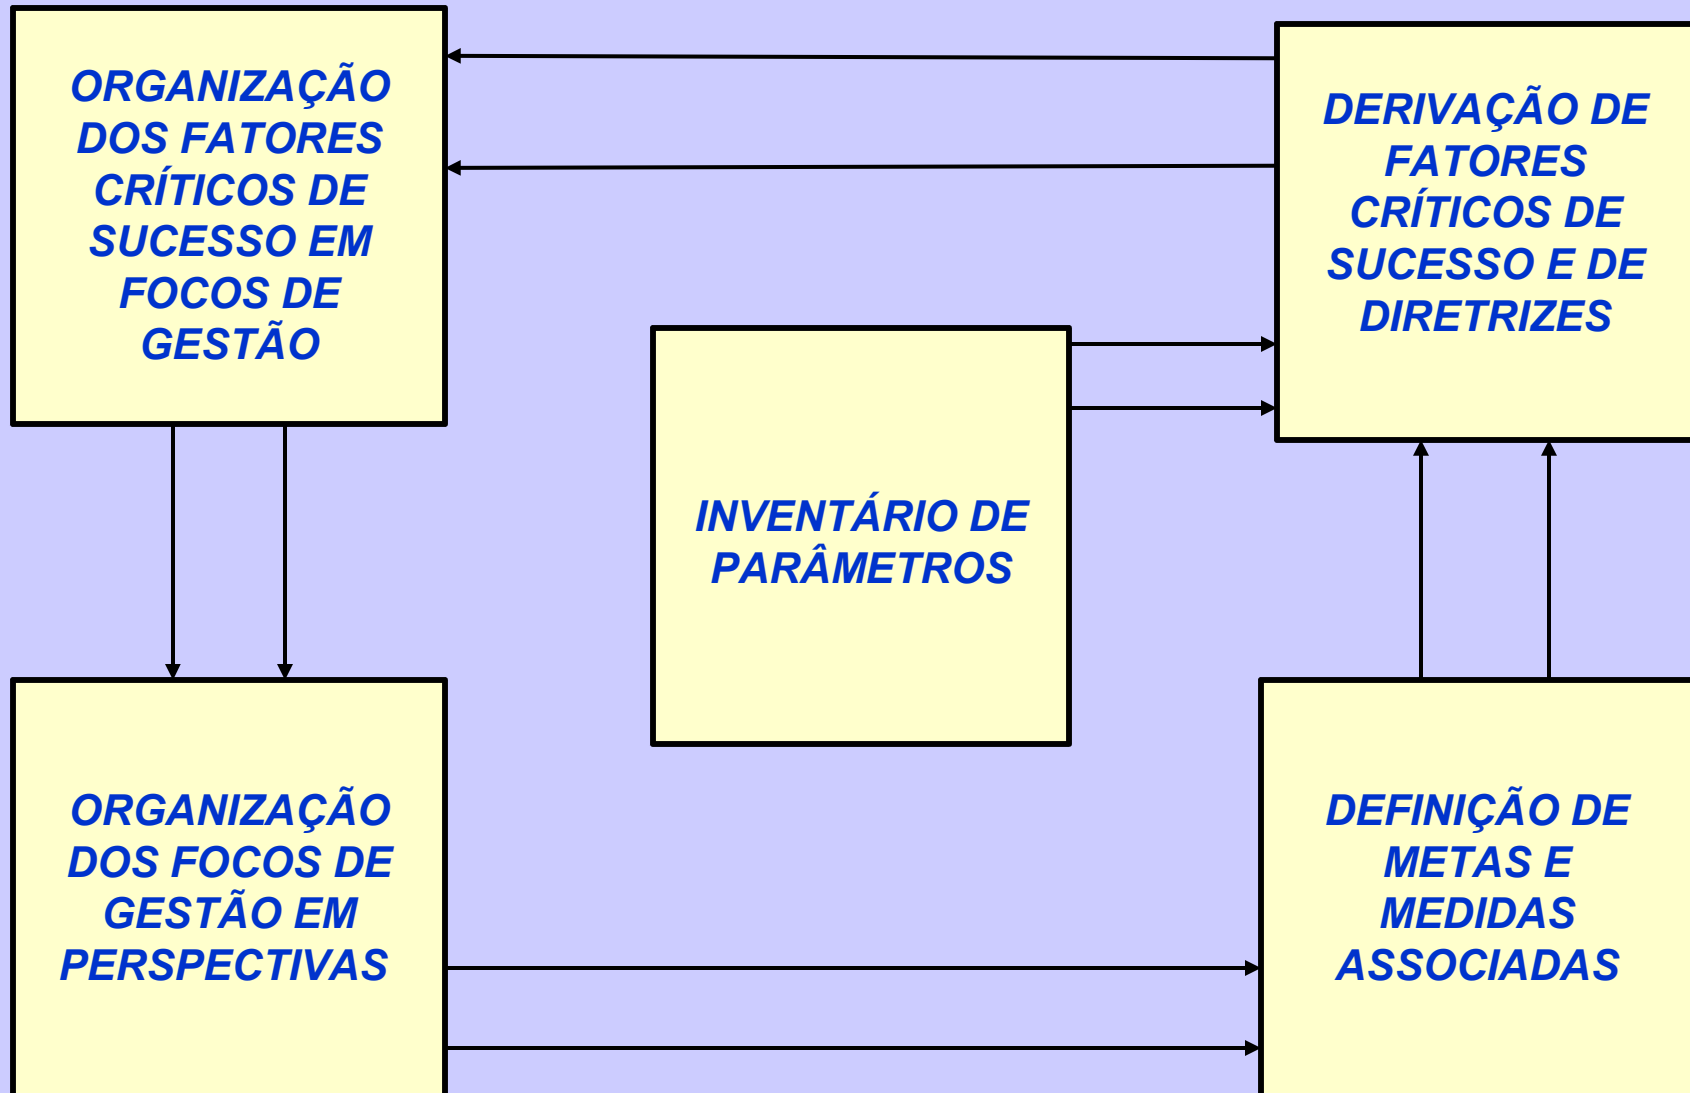 ORGANIZAÇÃO
DOS FATORES
CRÍTICOS DE
SUCESSO EM
FOCOS DE
GESTÃO
DERIVAÇÃO DE
FATORES
CRÍTICOS DE
SUCESSO E DE
DIRETRIZES
INVENTÁRIO DE
PARÂMETROS
ORGANIZAÇÃO
DOS FOCOS DE
GESTÃO EM
PERSPECTIVAS
DEFINIÇÃO DE
METAS E
MEDIDAS
ASSOCIADAS